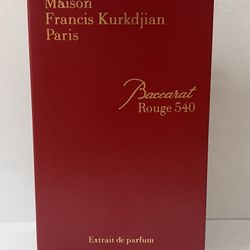 Maison
Francis Kurkdjian
Paris
Baccarat
Rouge 540
Extrait de parfum